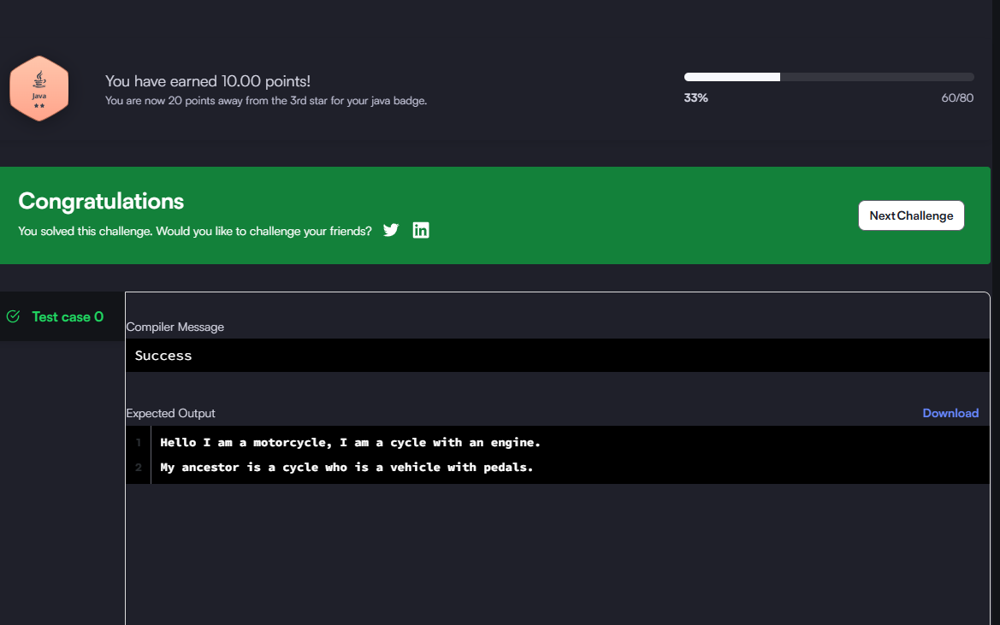 Java
★★
You have earned 10.00 points!
You are now 20 points away from the 3rd star for your java badge.
33%
60/80
Congratulations
You solved this challenge. Would you like to challenge your friends?
in
Next Challenge
Test case 0
Compiler Message
Success
Expected Output
Download
1 Hello I am a motorcycle, I am a cycle with an engine.
2 My ancestor is a cycle who is a vehicle with pedals.